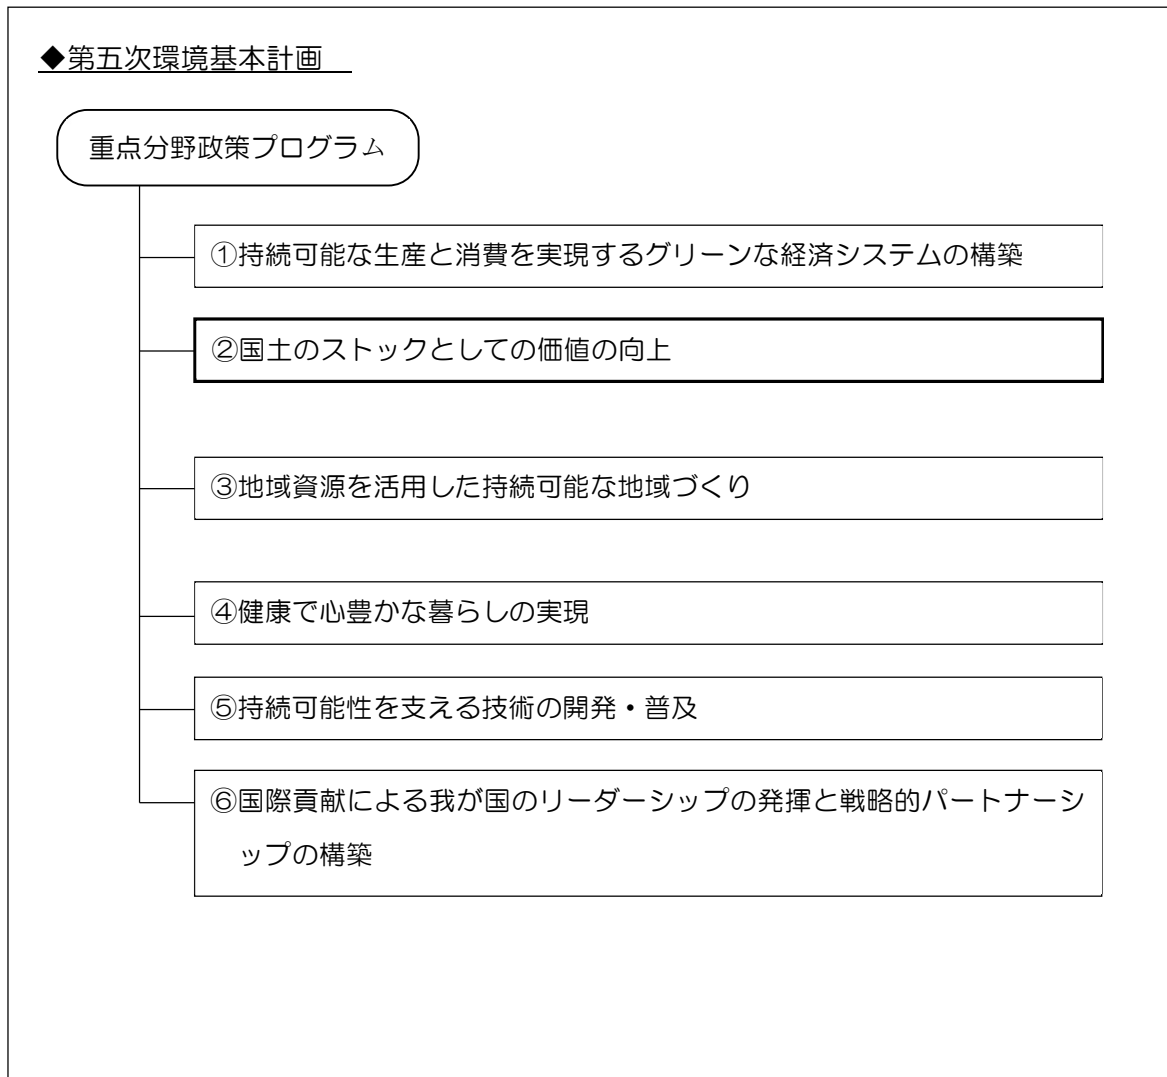 ◆第五次環境基本計画
重点分野政策プログラム
①持続可能な生産と消費を実現するグリーンな経済システムの構築
②国土のストックとしての価値の向上
③地域資源を活用した持続可能な地域づくり
④健康で心豊かな暮らしの実現
⑤持続可能性を支える技術の開発・普及
⑥国際貢献による我が国のリーダーシップの発揮と戦略的パートナーシ
ップの構築